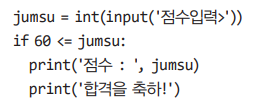 jumsu = int(input('점수입력>'))
if 60 <= jumsu:
  print('점수 : ', jumsu)
  print('합격을 축하!')